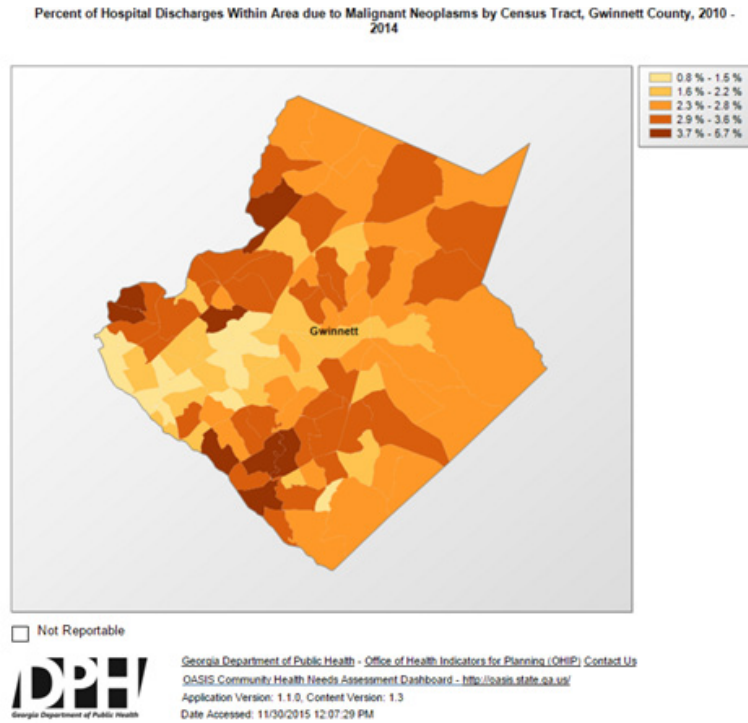 Percent of Hospital Discharges Within Area due to Malignant Neoplasms by Census Tract, Gwinnett County, 2010 -
2014
0.8 % - 1.5 %
1.6 % - 2.2 %
2.3 % - 2.8 %
2.9 % - 3.6 %
3.7 % - 5.7 %
Gwinnett
Not Reportable
DPH
Georgia Department of Public Health
Georgia Department of Public Health - Office of Health Indicators for Planning (OHIP) Contact Us
OASIS Community Health Needs Assessment Dashboard - http://oasis.state.ga.us/
Application Version: 1.1.0, Content Version: 1.3
Date Accessed: 11/30/2015 12:07:29 PM